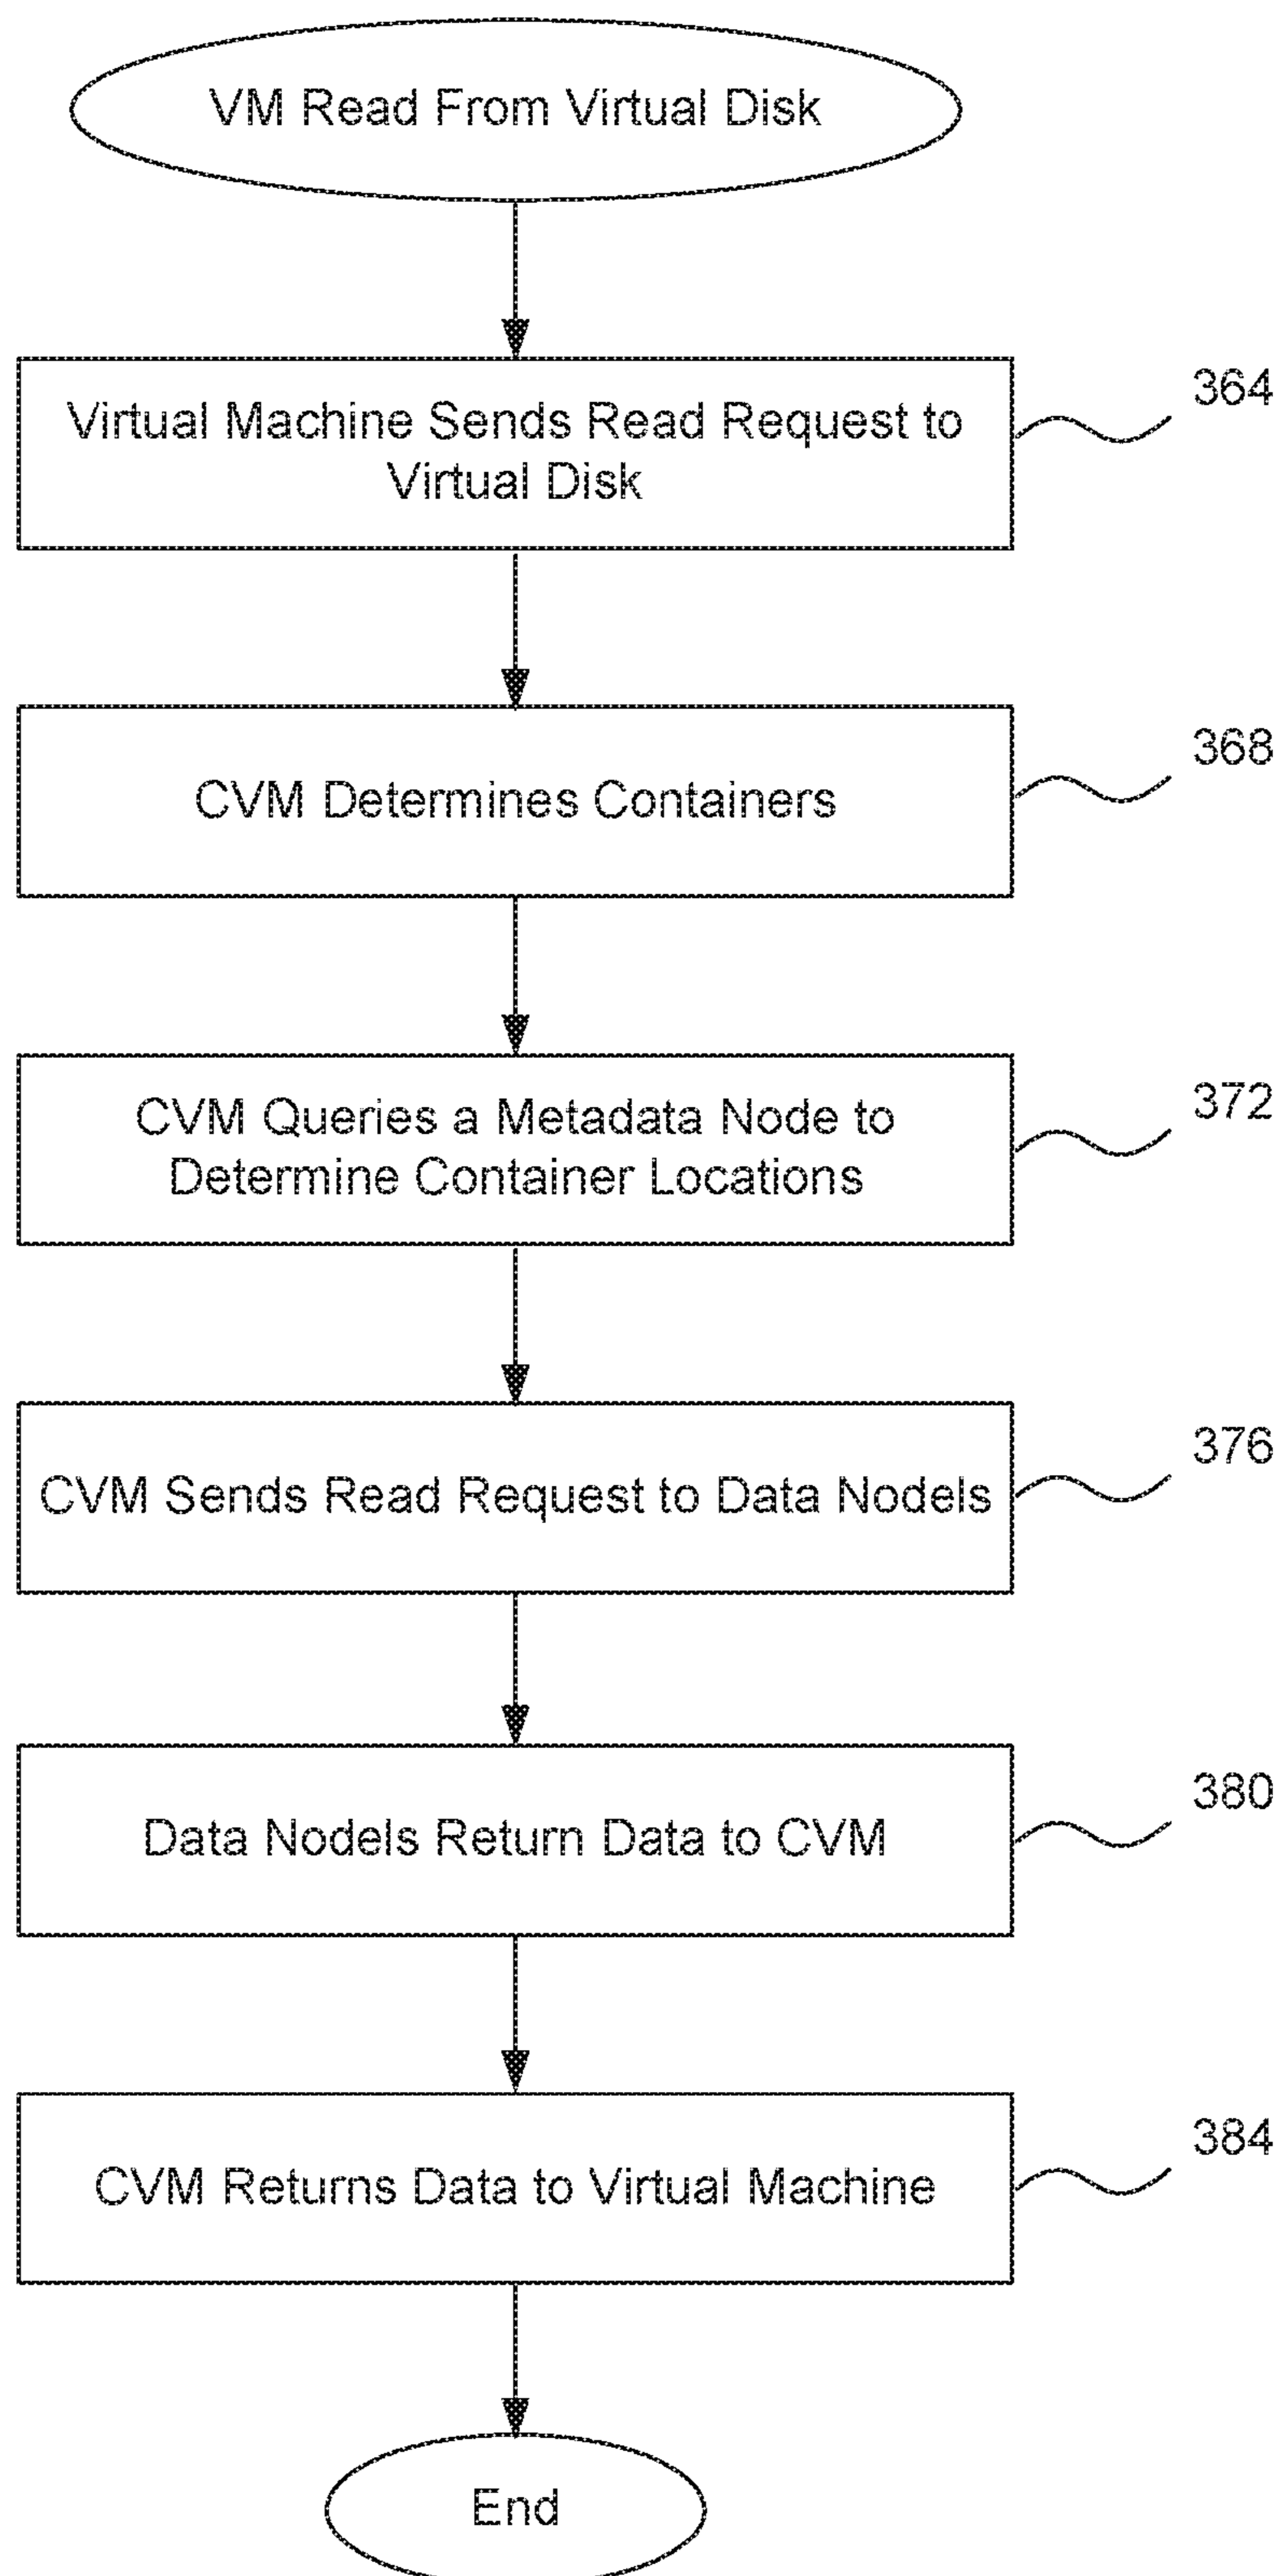 VM Read From Virtual Disk
Virtual Machine Sends Read Request to
Virtual Disk
364
CVM Determines Containers
368
CVM Queries a Metadata Node to
Determine Container Locations
372
CVM Sends Read Request to Data Nodels
376
Data Nodels Return Data to CVM
380
CVM Returns Data to Virtual Machine
384
End